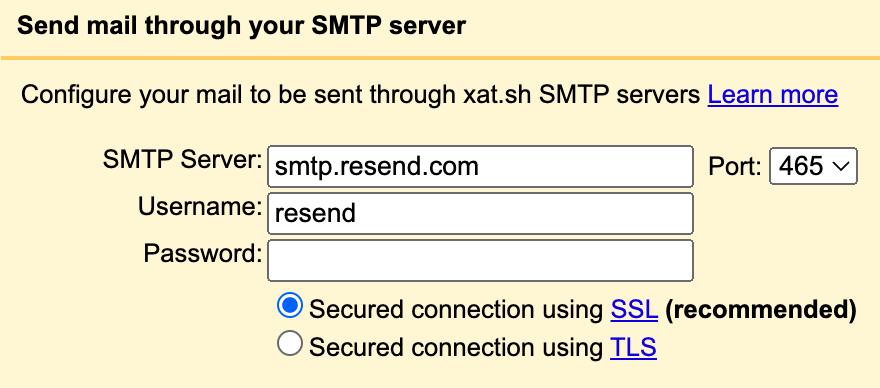 Send mail through your SMTP server
Configure your mail to be sent through xat.sh SMTP servers Learn more
SMTP Server: smtp.resend.com Port: 465
Username: resend
Password:
Secured connection using SSL (recommended)
Secured connection using TLS